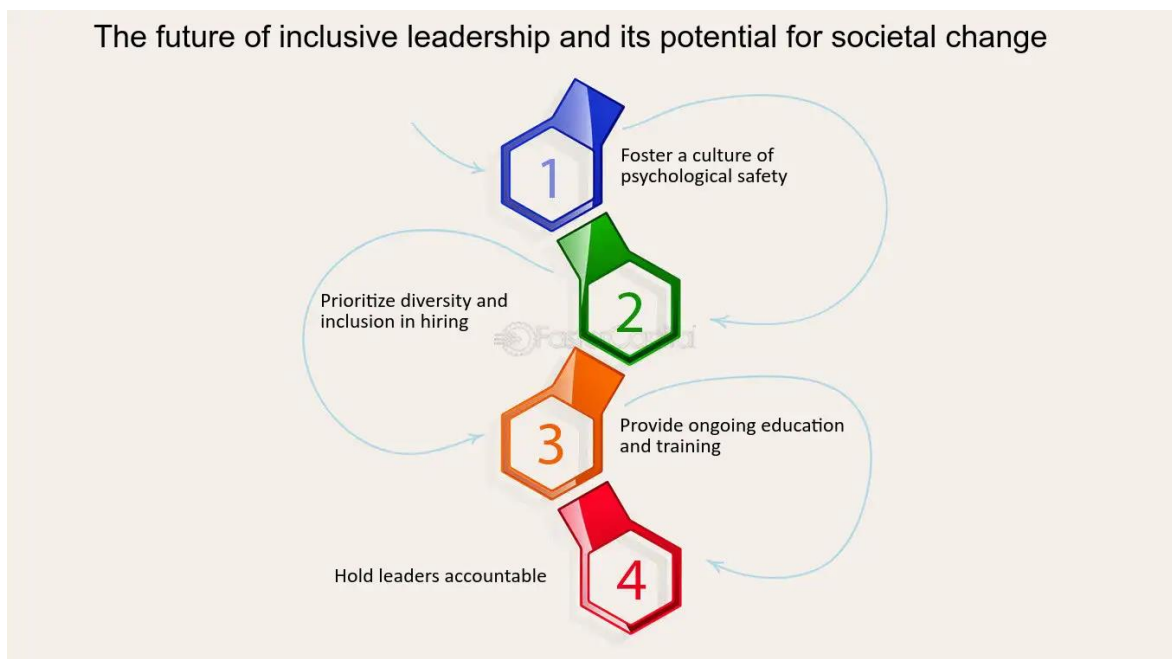 The future of inclusive leadership and its potential for societal change
1
Foster a culture of
psychological safety
2
Prioritize diversity and
inclusion in hiring
FasterCapital
3
Provide ongoing education
and training
4
Hold leaders accountable